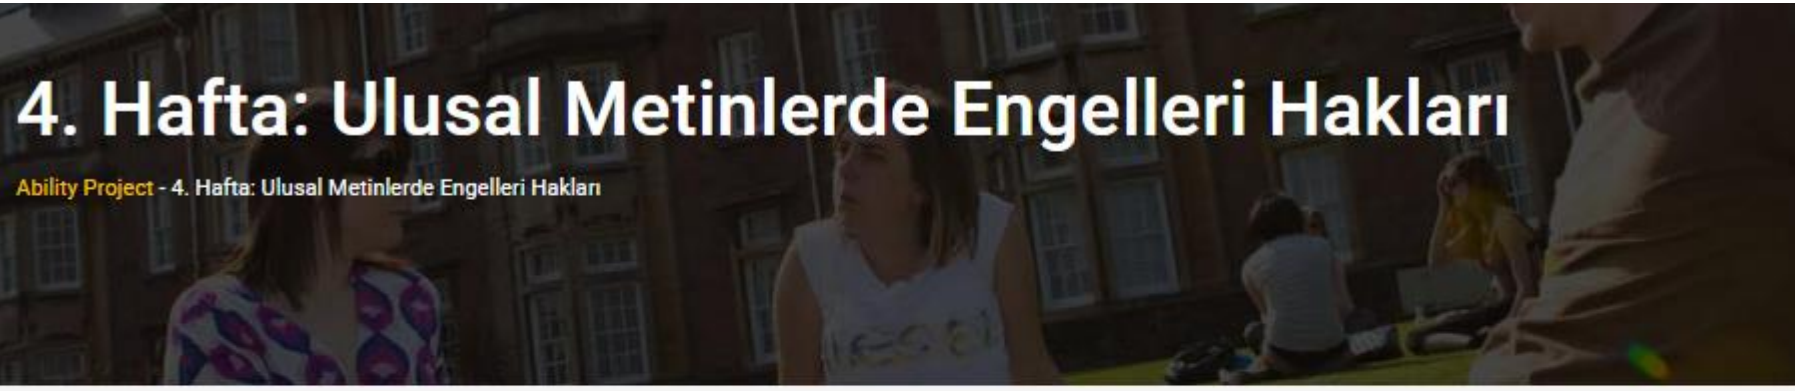 4. Hafta: Ulusal Metinlerde Engelleri Hakları
Ability Project - 4. Hafta: Ulusal Metinlerde Engelleri Hakları